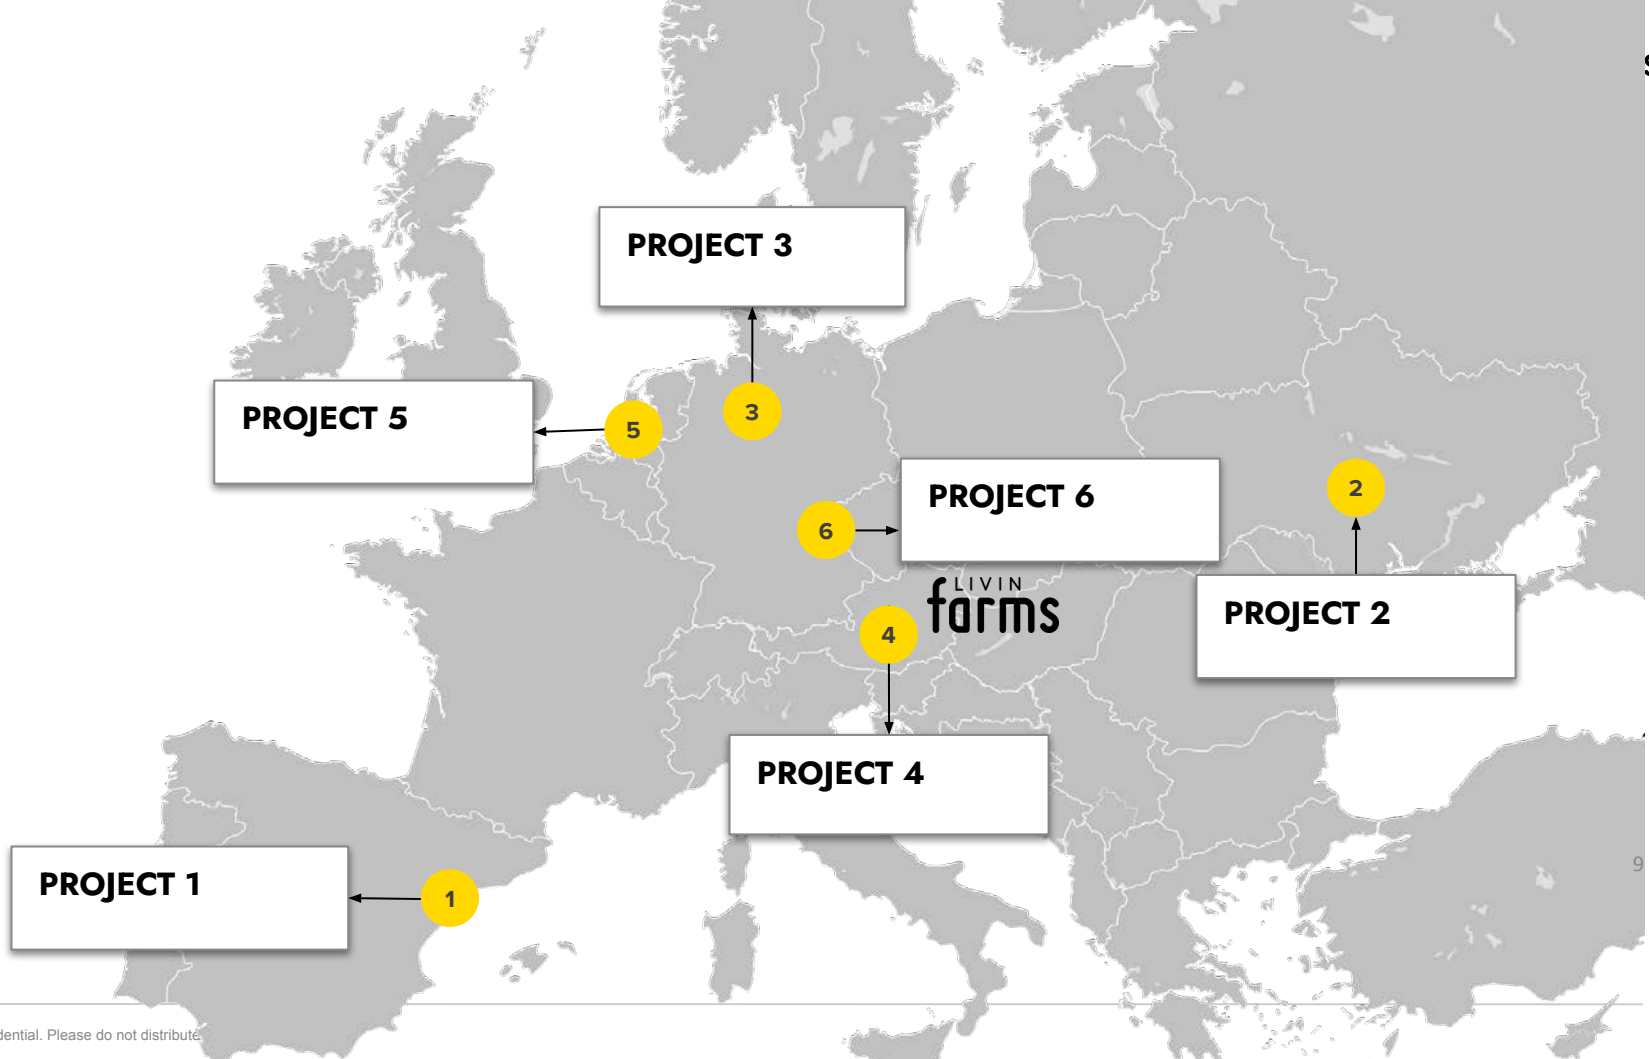 PROJECT 3
PROJECT 5
3
5
PROJECT 6
2
6
LIVIN
farms
PROJECT 2
4
PROJECT 4
PROJECT 1
1
9
dential. Please do not distribute